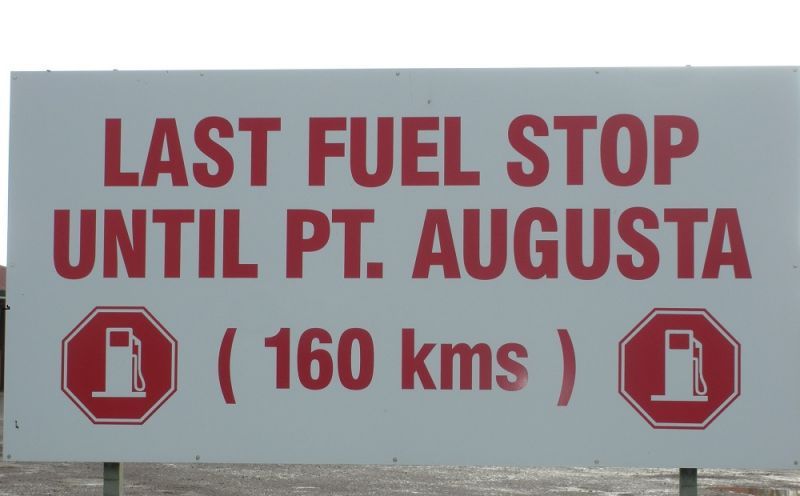 LAST FUEL STOP
UNTIL PT. AUGUSTA
( 160 kms )